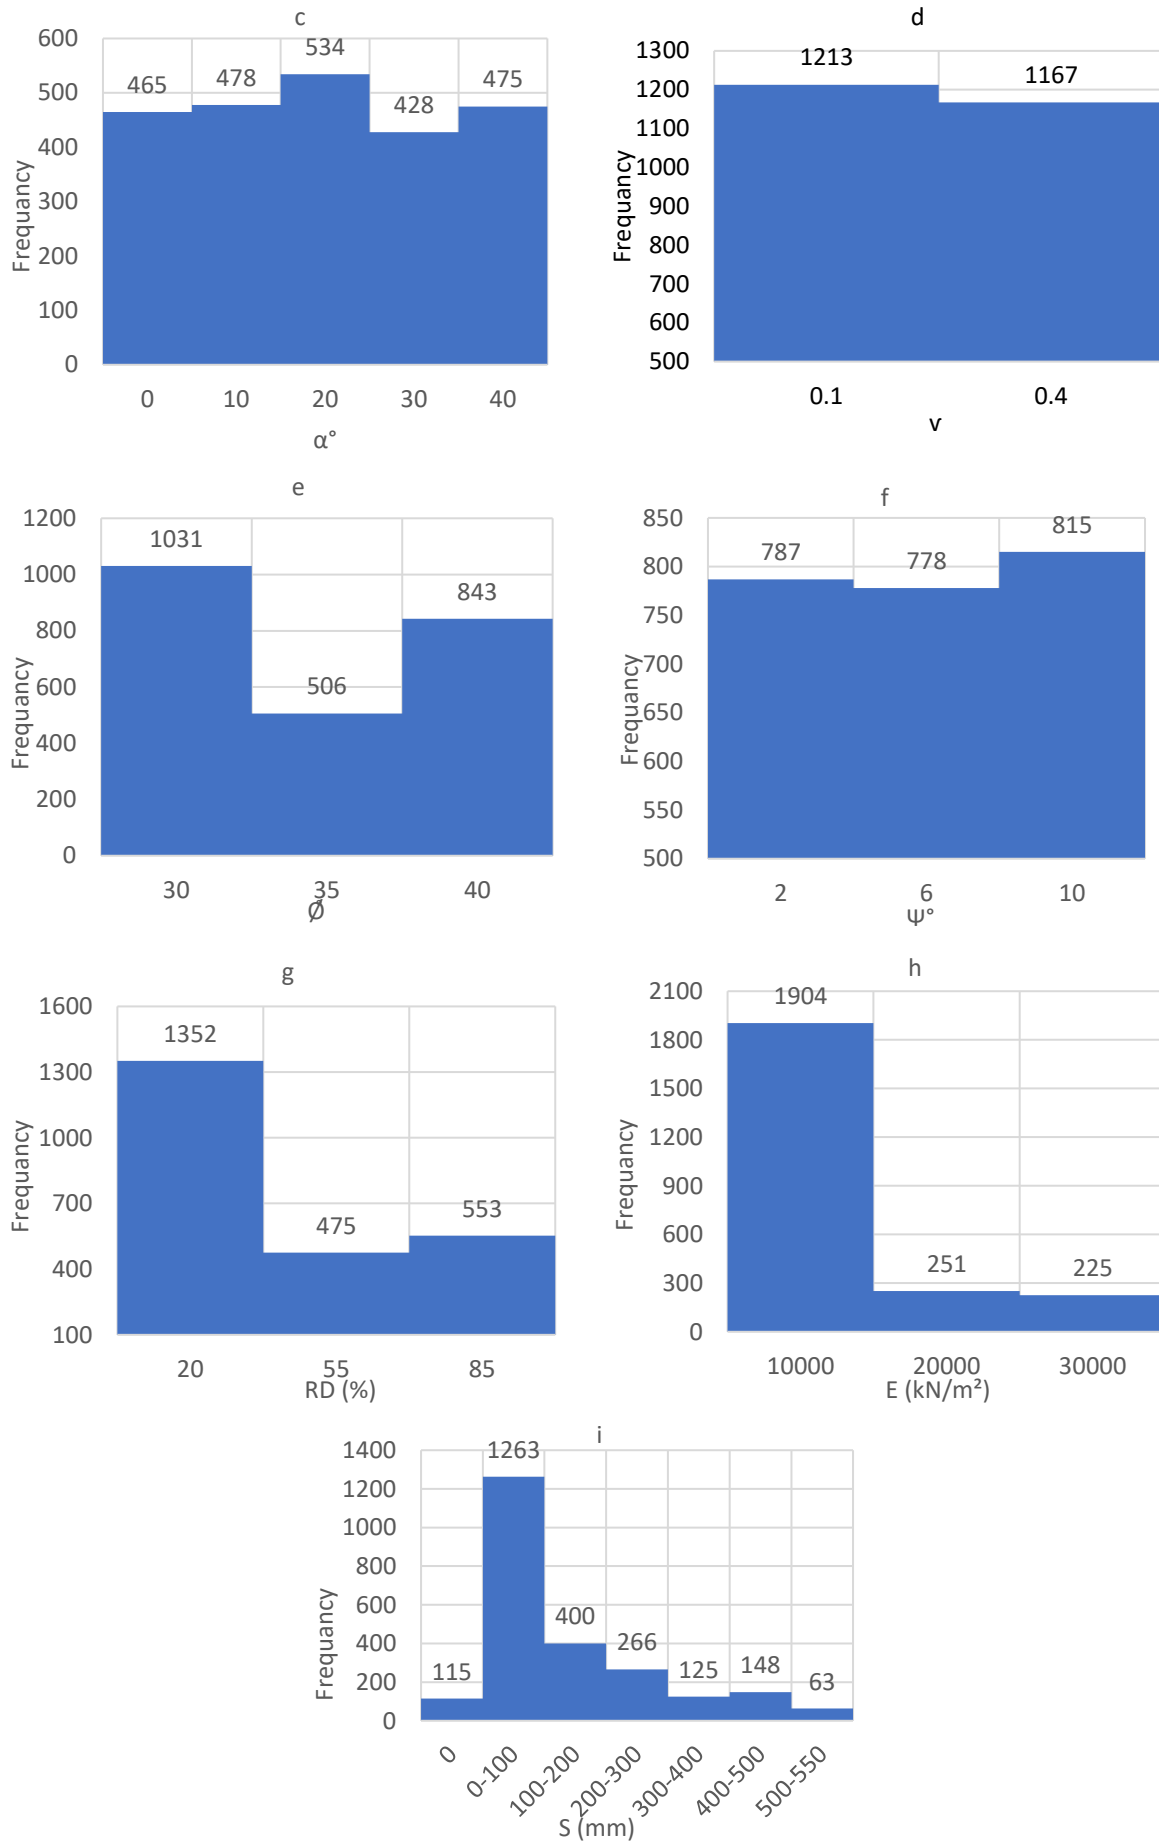 c
600
500
400
300
200
100
0
465
478
534
428
475
Frequancy
0 10 20 30 40
α°
d
1300
1200
1100
1000
900
800
700
600
500
1213
1167
Frequancy
0.1 0.4
v
e
1200
1000
800
600
400
200
0
1031
506
843
Frequancy
30 35 40
Ø
f
850
800
750
700
650
600
550
500
787
778
815
Frequancy
2 6 10
Ψ°
g
1600
1300
1000
700
400
100
1352
475
553
Frequancy
20 55 85
RD (%)
h
2100
1800
1500
1200
900
600
300
0
1904
251
225
Frequancy
10000 20000 30000
E (kN/m²)
i
1400
1200
1000
800
600
400
200
0
115
1263
400
266
125
148
63
Frequancy
0 0-100 100-200 200-300 300-400 400-500 500-550
S (mm)